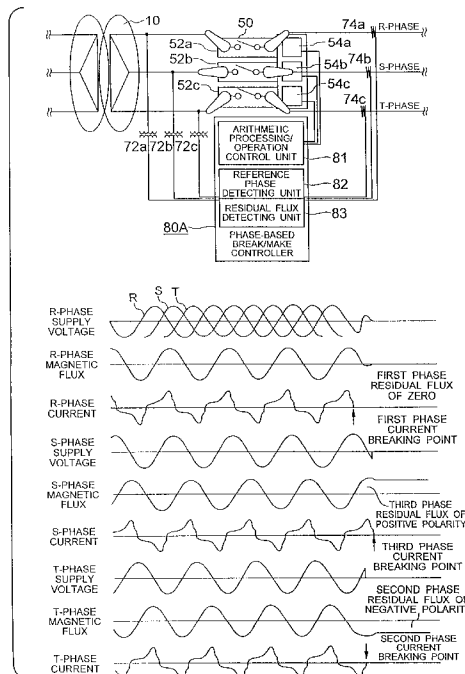 10
50
74a
R-PHASE
52a
54a
52b
54b
74b
S-PHASE
52c
54c
74c
T-PHASE
72a
72b
72c
ARITHMETIC
PROCESSING/
OPERATION
CONTROL UNIT
81
REFERENCE
PHASE
DETECTING UNIT
82
RESIDUAL FLUX
DETECTING UNIT
83
80A
PHASE-BASED
BREAK/MAKE
CONTROLLER
R
S
T
R-PHASE
SUPPLY
VOLTAGE
R-PHASE
MAGNETIC
FLUX
FIRST PHASE
RESIDUAL FLUX
OF ZERO
R-PHASE
CURRENT
FIRST PHASE
CURRENT
BREAKING POINT
S-PHASE
SUPPLY
VOLTAGE
S-PHASE
MAGNETIC
FLUX
THIRD PHASE
RESIDUAL FLUX OF
POSITIVE POLARITY
S-PHASE
CURRENT
THIRD PHASE
CURRENT
BREAKING POINT
T-PHASE
SUPPLY
VOLTAGE
SECOND PHASE
RESIDUAL FLUX OF
NEGATIVE POLARITY
T-PHASE
MAGNETIC
FLUX
SECOND PHASE
CURRENT
BREAKING POINT
T-PHASE
CURRENT